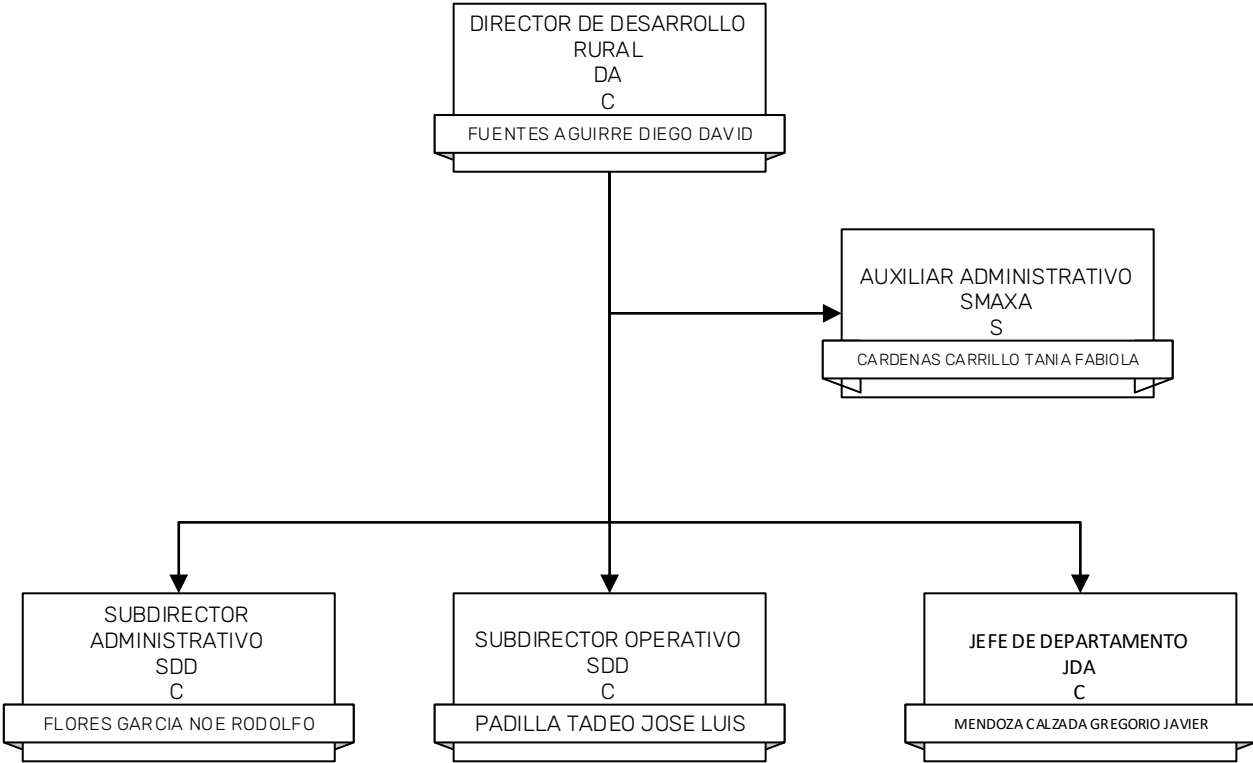 DIRECTOR DE DESARROLLO
RURAL
DA
C
FUENTES AGUIRRE DIEGO DAVID
AUXILIAR ADMINISTRATIVO
SMAXA
S
CARDENAS CARRILLO TANIA FABIOLA
SUBDIRECTOR
ADMINISTRATIVO
SDD
C
FLORES GARCIA NOE RODOLFO
SUBDIRECTOR OPERATIVO
SDD
C
PADILLA TADEO JOSE LUIS
JEFE DE DEPARTAMENTO
JDA
C
MENDOZA CALZADA GREGORIO JAVIER